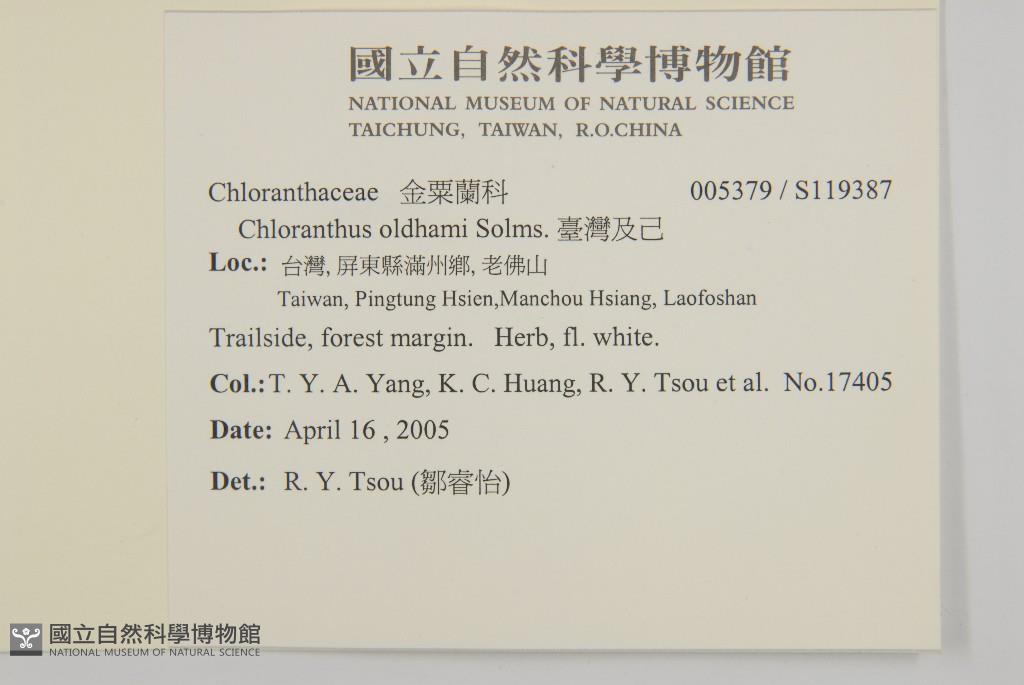 國立自然科學博物館
NATIONAL MUSEUM OF NATURAL SCIENCE
TAICHUNG, TAIWAN, R.O.CHINA
Chloranthaceae 金粟蘭科 005379 / S119387
Chloranthus oldhami Solms. 臺灣及己
Loc.: 台灣, 屏東縣滿州鄉, 老佛山
Taiwan, Pingtung Hsien,Manchou Hsiang, Laofoshan
Trailside, forest margin. Herb, fl. white.
Col.: T. Y. A. Yang, K. C. Huang, R. Y. Tsou et al. No.17405
Date: April 16 , 2005
Det.: R. Y. Tsou (鄒睿怡)
國立自然科學博物館
NATIONAL MUSEUM OF NATURAL SCIENCE